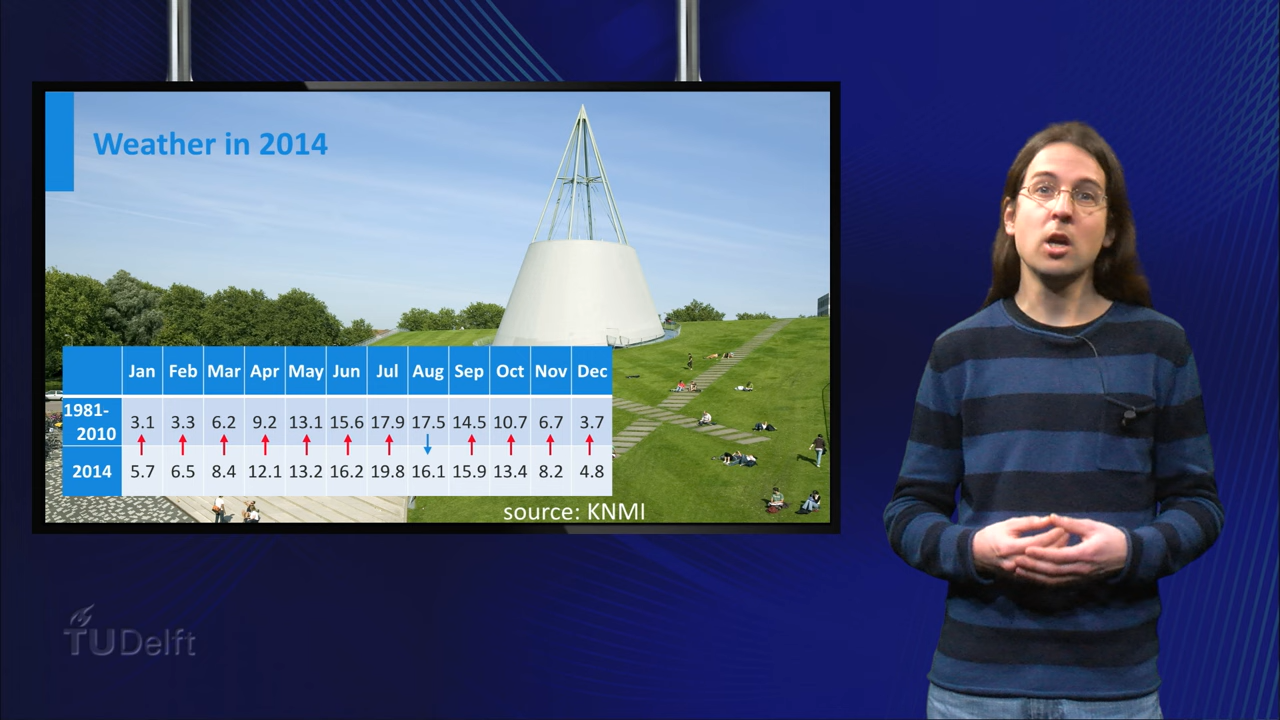 Weather in 2014
Jan Feb Mar Apr May Jun Jul Aug Sep Oct Nov Dec
1981-
2010 3.1 3.3 6.2 9.2 13.1 15.6 17.9 17.5 14.5 10.7 6.7 3.7
2014 5.7 6.5 8.4 12.1 13.2 16.2 19.8 16.1 15.9 13.4 8.2 4.8
source: KNMI
TUDelft